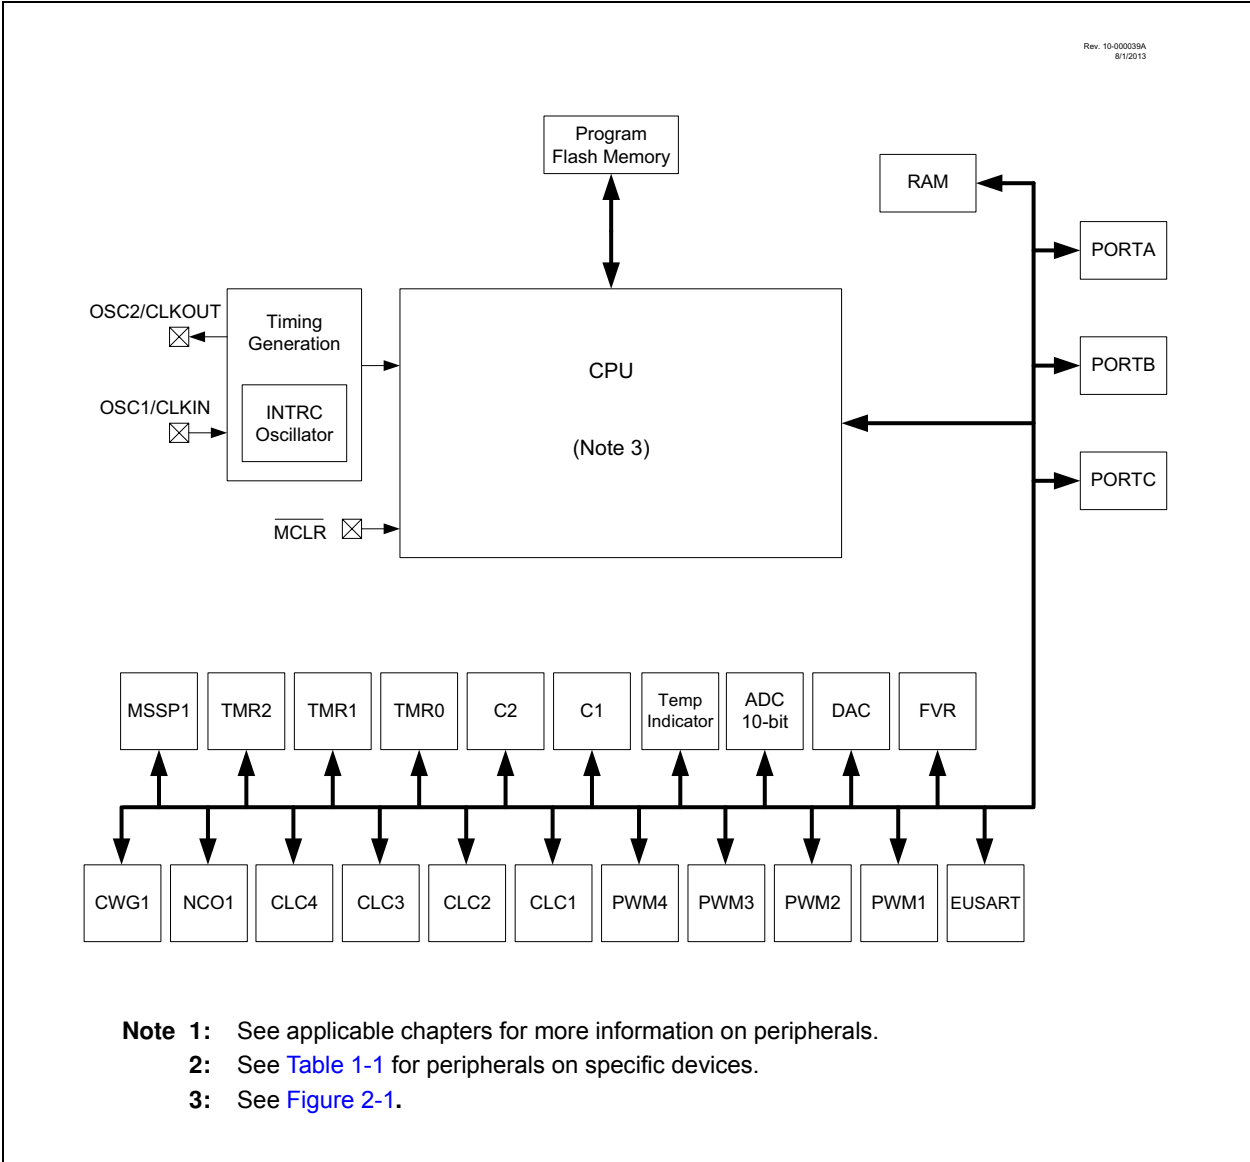 Rev. 10-000039A
8/1/2013
Program
Flash Memory
RAM
PORTA
OSC2/CLKOUT
Timing
Generation
PORTB
CPU
OSC1/CLKIN
INTRC
Oscillator
(Note 3)
PORTC
MCLR
MSSP1
TMR2
TMR1
TMR0
C2
C1
Temp
Indicator
ADC
10-bit
DAC
FVR
CWG1
NCO1
CLC4
CLC3
CLC2
CLC1
PWM4
PWM3
PWM2
PWM1
EUSART
Note 1: See applicable chapters for more information on peripherals.
2: See Table 1-1 for peripherals on specific devices.
3: See Figure 2-1.